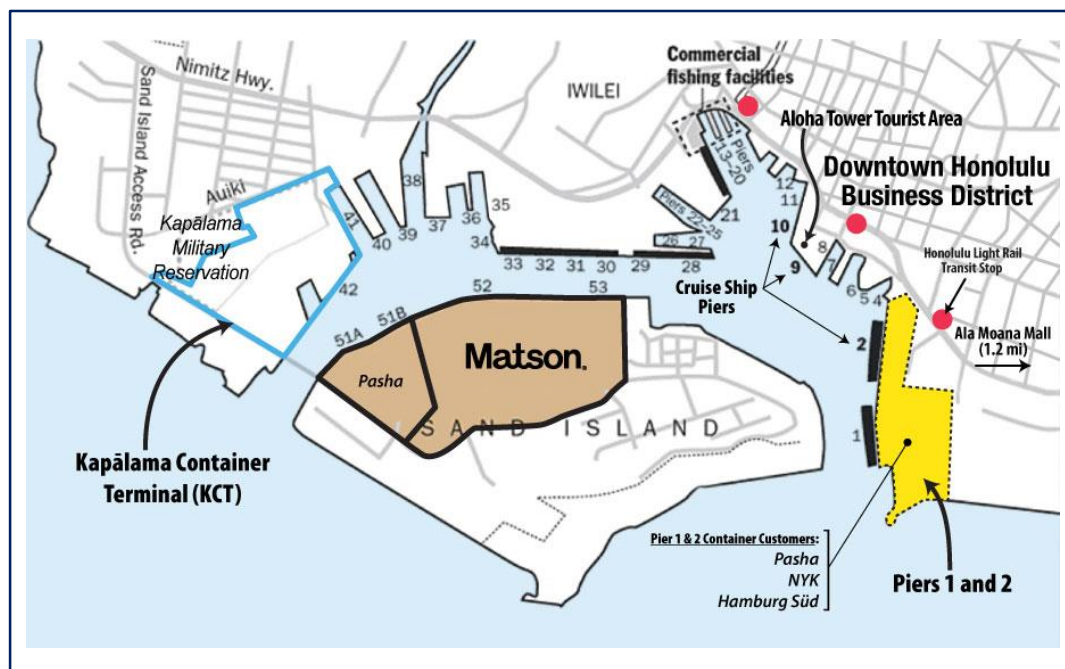 Nimitz Hwy.
Sand Island Access Rd.
Auiki
Kapālama
Military
Reservation
IWILEI
Commercial
fishing facilities
Piers
13–20
Aloha Tower Tourist Area
Downtown Honolulu
Business District
Honolulu Light Rail
Transit Stop
Ala Moana Mall
(1.2 mi)
Cruise Ship
Piers
41
40
39
38
37
36
35
34
33
32
31
30
29
28
Piers 22-
25
26
27
21
12
11
10
9
8
7
6
5
4
2
1
42
51A
51B
52
53
Pasha
Matson.
SAND ISLAND
Kapālama Container
Terminal (KCT)
Pier 1 & 2 Container Customers:
Pasha
NYK
Hamburg Süd
Piers 1 and 2